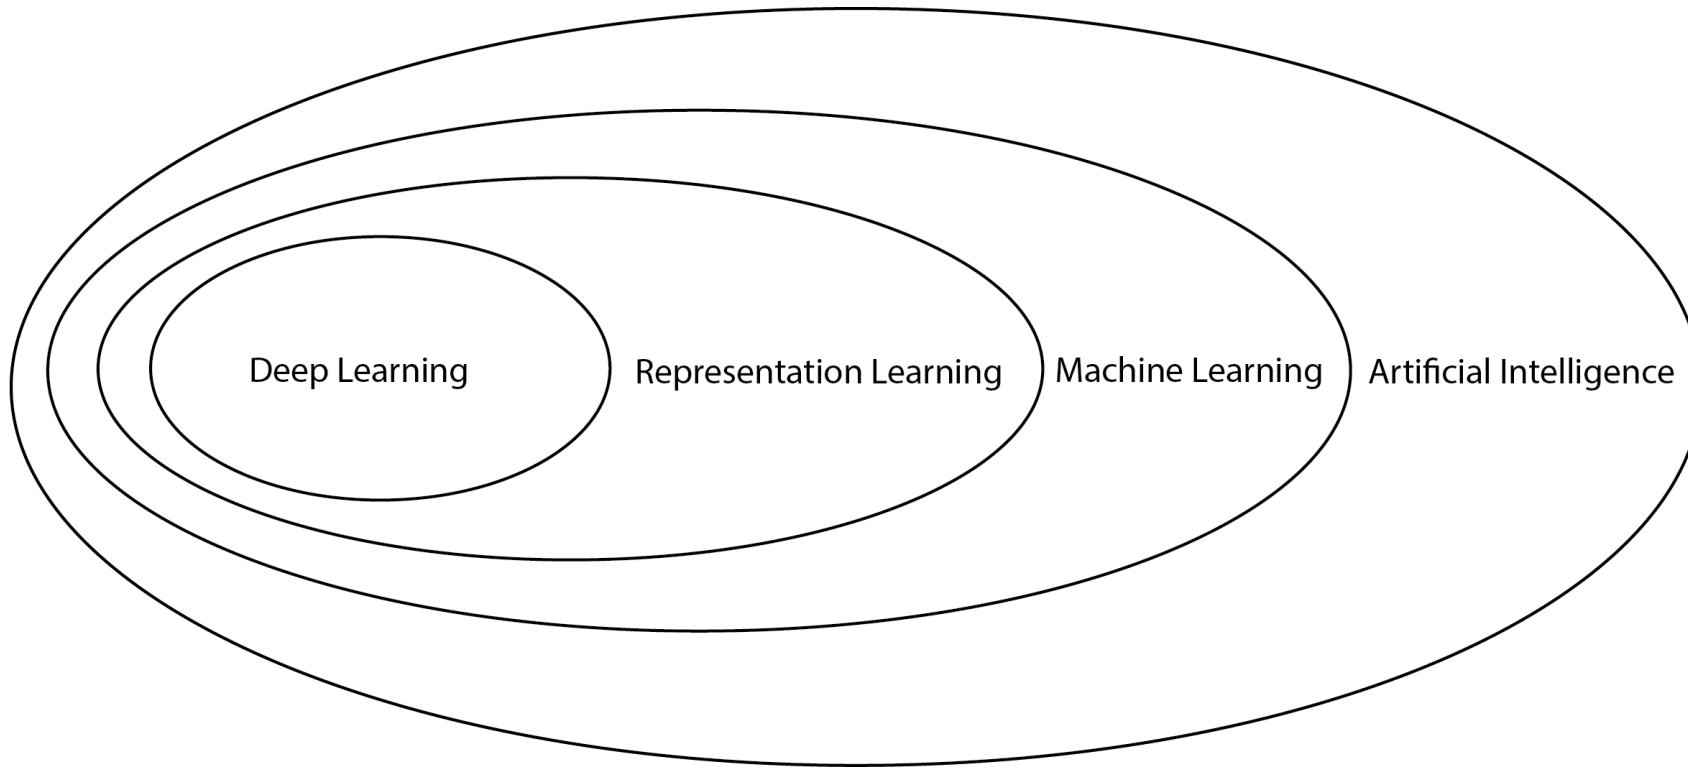 Deep Learning
Representation Learning
Machine Learning
Artificial Intelligence